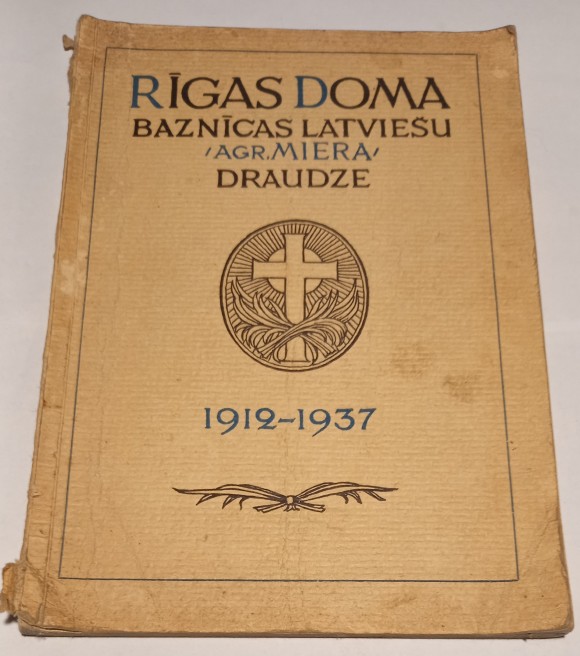 RĪGAS DOMA
BAZNĪCAS LATVIEŠU
/AGR. MIERA/
DRAUDZE
1912-1937